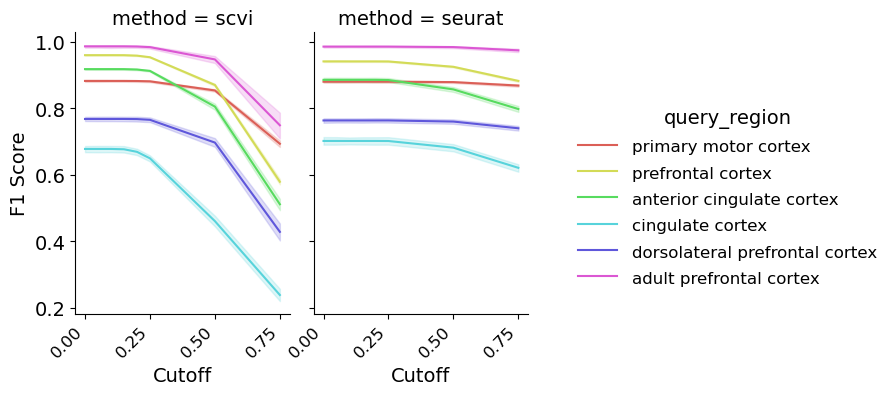 method = scvi
method = seurat
F1 Score
1.0
0.8
0.6
0.4
0.2
0.00
0.25
0.50
0.75
Cutoff
0.00
0.25
0.50
0.75
Cutoff
query_region
primary motor cortex
prefrontal cortex
anterior cingulate cortex
cingulate cortex
dorsolateral prefrontal cortex
adult prefrontal cortex